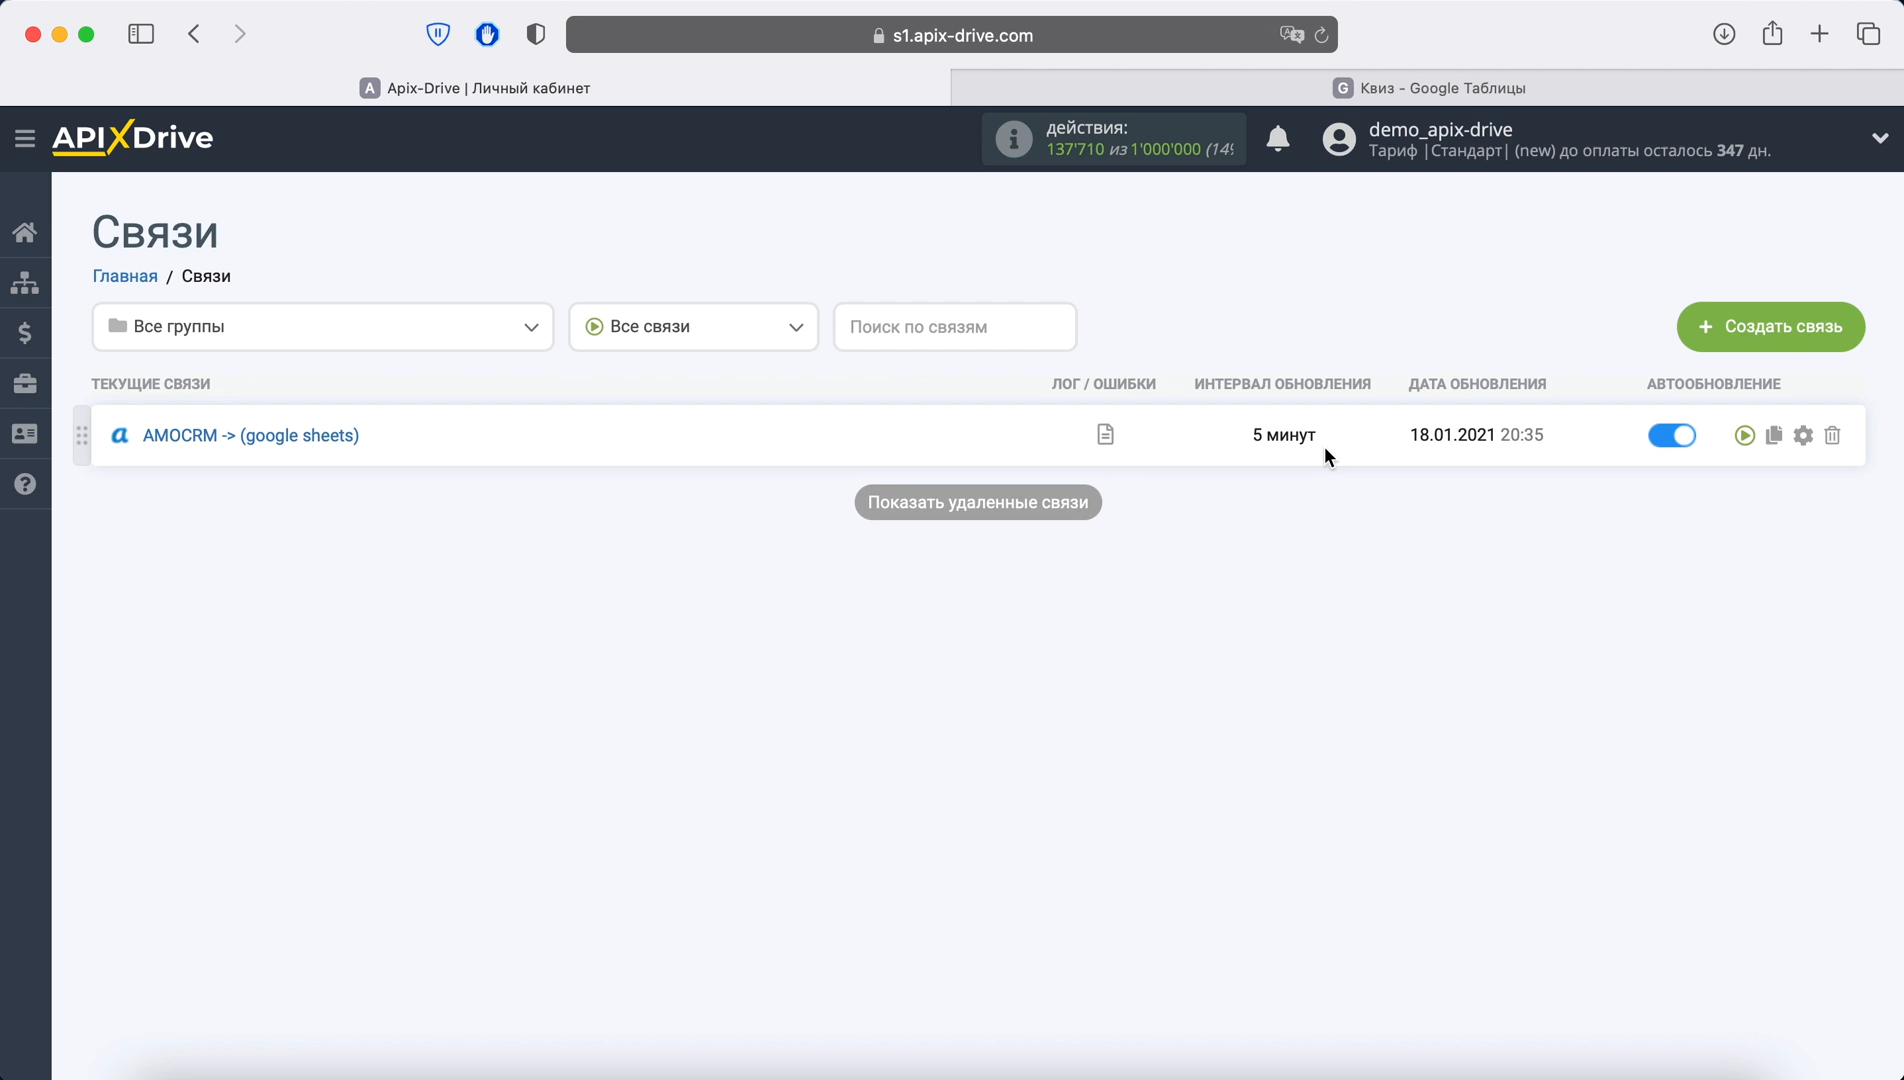 s1.apix-drive.com
A Apix-Drive | Личный кабинет
G Квиз - Google Таблицы
APIXDrive
действия:
137'710 из 1'000'000 (14%
demo_apix-drive
Тариф |Стандарт| (new) до оплаты осталось 347 дн.
Связи
Главная / Связи
Все группы
Все связи
Поиск по связям
+ Создать связь
ТЕКУЩИЕ СВЯЗИ
ЛОГ / ОШИБКИ
ИНТЕРВАЛ ОБНОВЛЕНИЯ
ДАТА ОБНОВЛЕНИЯ
АВТООБНОВЛЕНИЕ
a AMOCRM -> (google sheets)
5 минут
18.01.2021 20:35
Показать удаленные связи